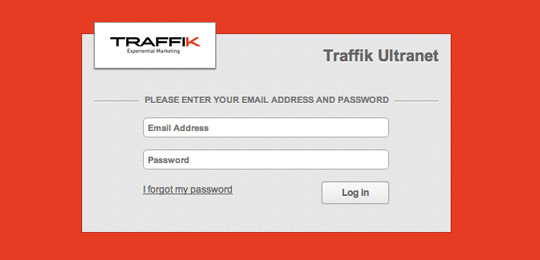 TRAFFIK
Experiential Marketing
Traffik Ultranet
PLEASE ENTER YOUR EMAIL ADDRESS AND PASSWORD
Email Address
Password
I forgot my password
Log in